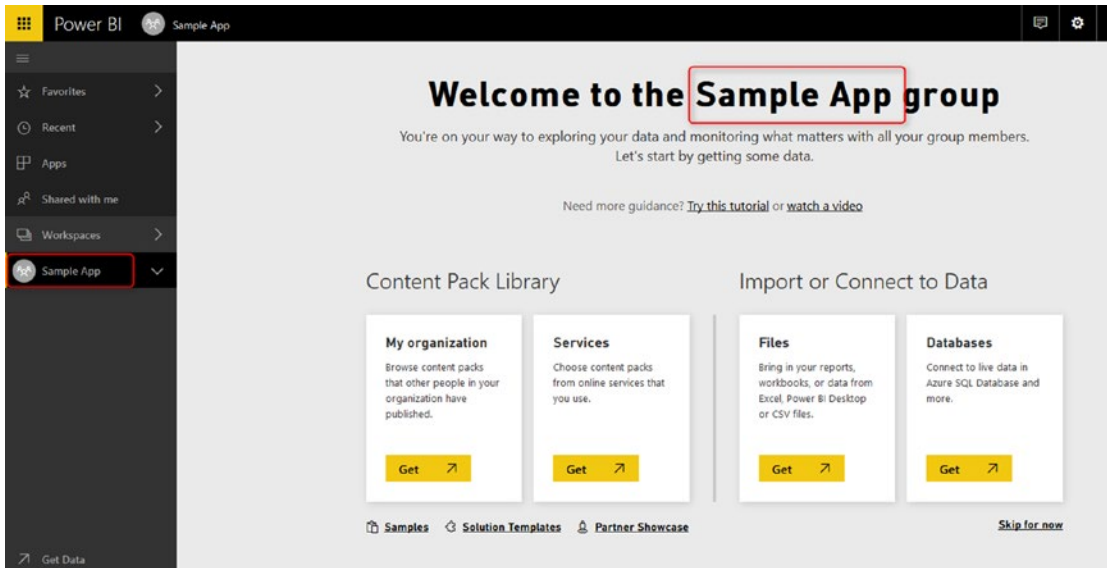 Power BI Sample App
Favorites
Recent
Apps
Shared with me
Workspaces
Sample App
Get Data
Welcome to the Sample App group
You're on your way to exploring your data and monitoring what matters with all your group members.
Let's start by getting some data.
Need more guidance? Try this tutorial or watch a video
Content Pack Library
My organization
Browse content packs
that other people in your
organization have
published.
Get
Services
Choose content packs
from online services that
you use.
Get
Import or Connect to Data
Files
Bring in your reports,
workbooks, or data from
Excel, Power BI Desktop
or CSV files.
Get
Databases
Connect to live data in
Azure SQL Database and
more.
Get
Samples Solution Templates Partner Showcase
Skip for now